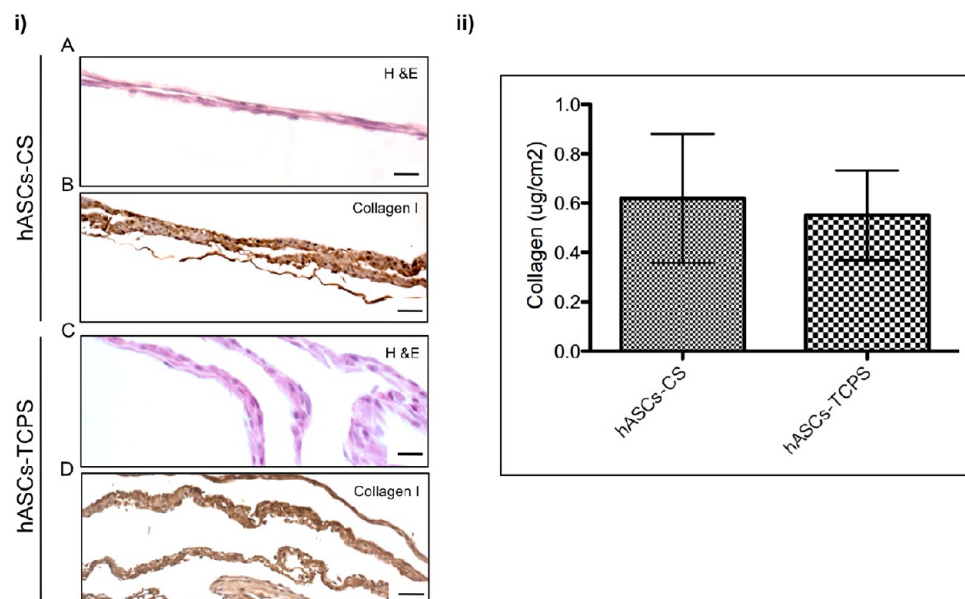 i)
hASCs-CS
A
H &E
B
Collagen I
hASCs-TCPS
C
H &E
D
Collagen I
ii)
Collagen (ug/cm2)
1.0
0.8
0.6
0.4
0.2
0.0
hASCs-CS
hASCs-TCPS